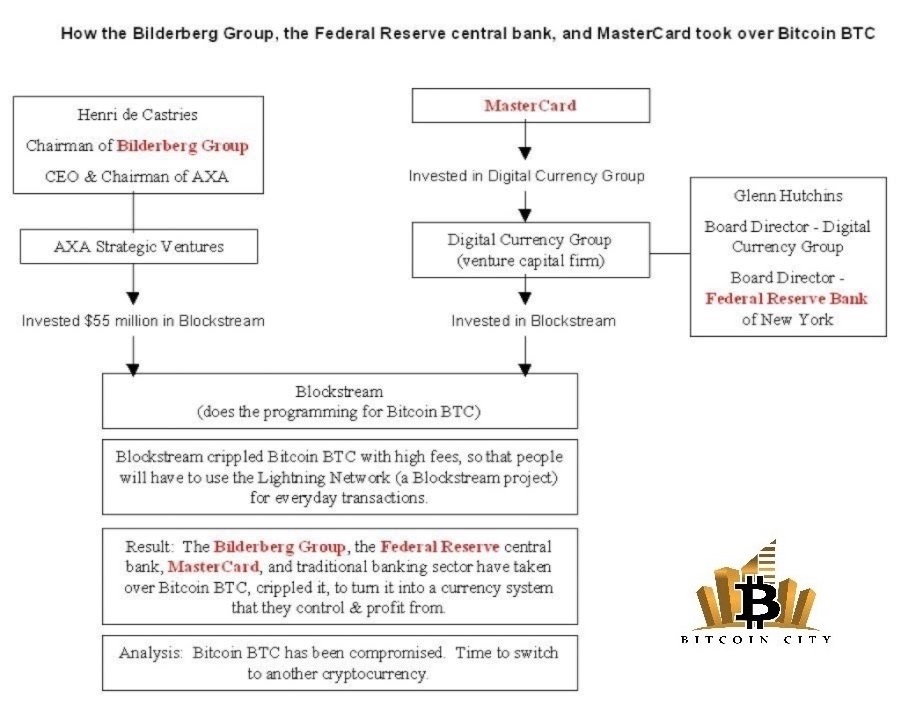 How the Bilderberg Group, the Federal Reserve central bank, and MasterCard took over Bitcoin BTC
Henri de Castries
Chairman of Bilderberg Group
CEO & Chairman of AXA
AXA Strategic Ventures
Invested $55 million in Blockstream
MasterCard
Invested in Digital Currency Group
Digital Currency Group
(venture capital firm)
Invested in Blockstream
Glenn Hutchins
Board Director - Digital
Currency Group
Board Director -
Federal Reserve Bank
of New York
Blockstream
(does the programming for Bitcoin BTC)
Blockstream crippled Bitcoin BTC with high fees, so that people
will have to use the Lightning Network (a Blockstream project)
for everyday transactions.
Result: The Bilderberg Group, the Federal Reserve central
bank, MasterCard, and traditional banking sector have taken
over Bitcoin BTC, crippled it, to turn it into a currency system
that they control & profit from.
Analysis: Bitcoin BTC has been compromised. Time to switch
to another cryptocurrency.
BITCOIN CITY